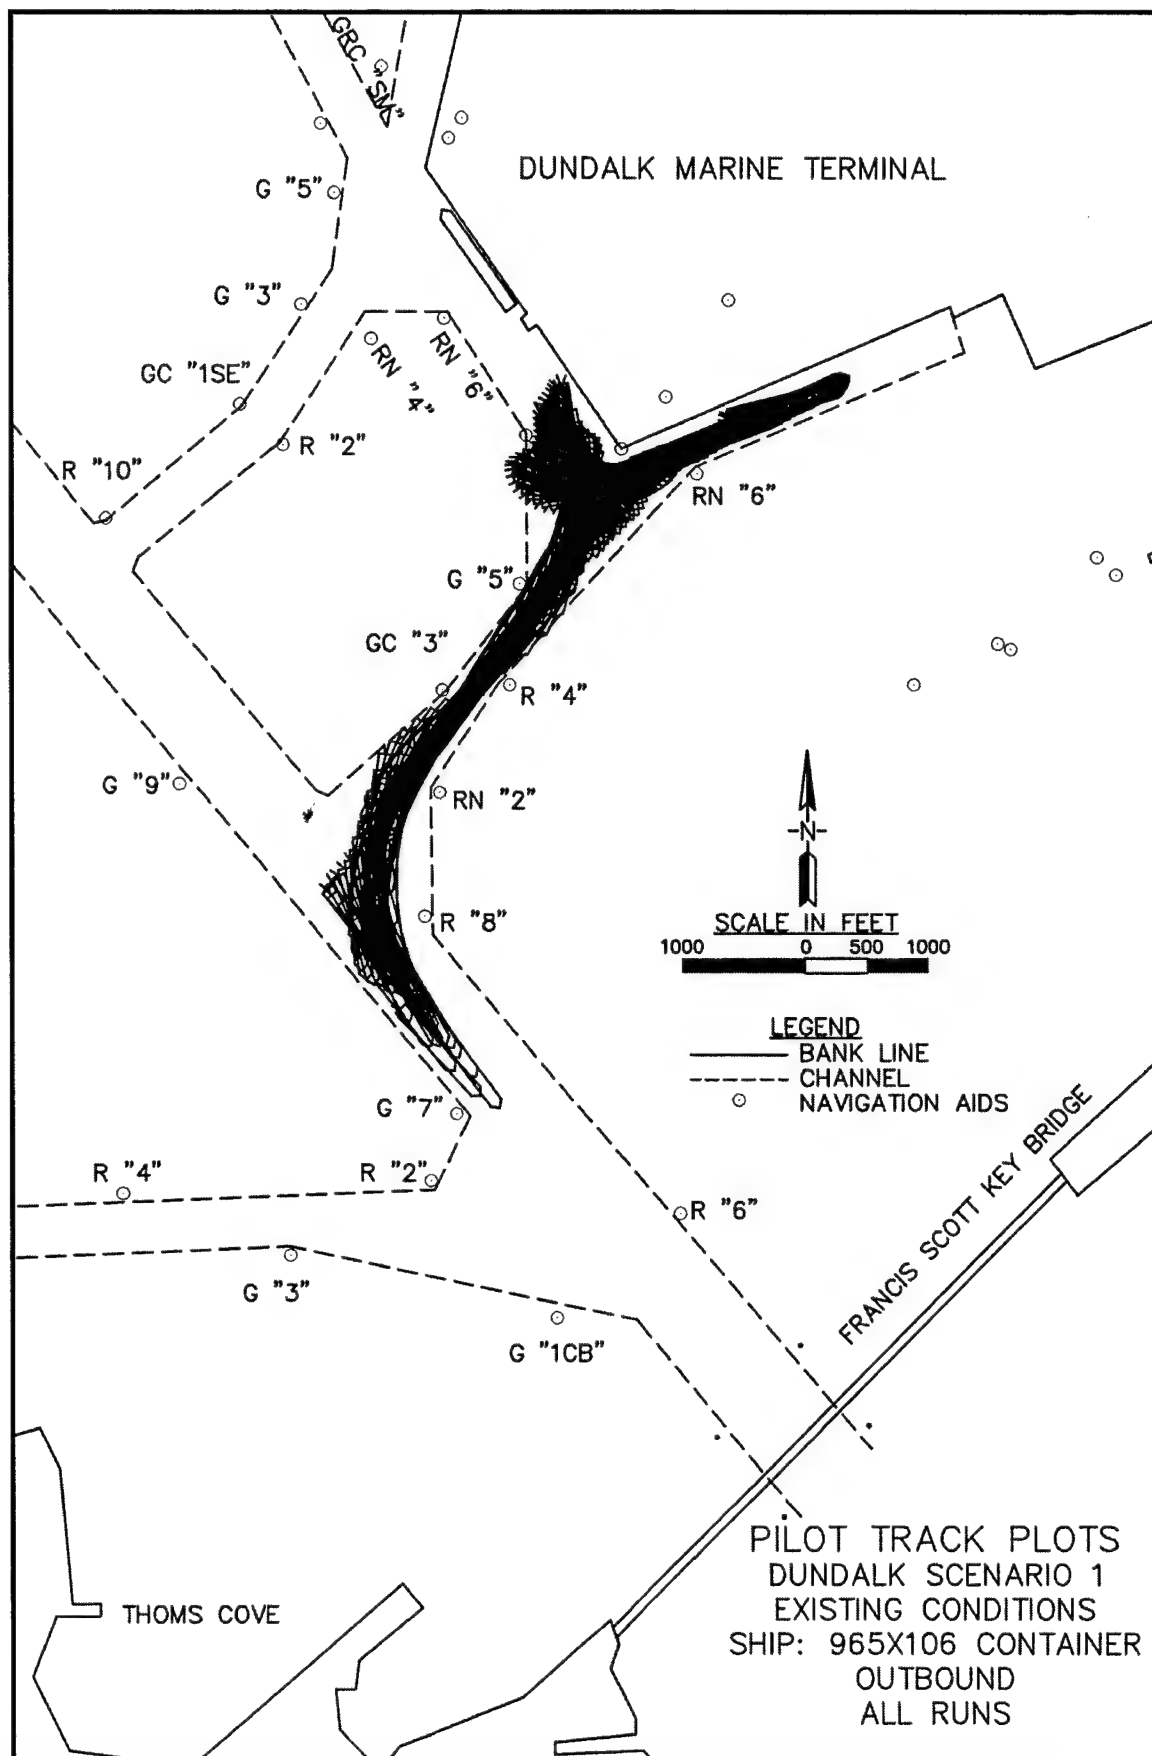 GRC "SM"
DUNDALK MARINE TERMINAL
G "5"
G "3"
RN "4"
RN "6"
GC "1SE"
R "2"
R "10"
RN "6"
G "5"
GC "3"
R "4"
G "9"
RN "2"
-N-
R "8"
SCALE IN FEET
1000 0 500 1000
LEGEND
BANK LINE
CHANNEL
NAVIGATION AIDS
G "7"
R "4"
R "2"
R "6"
FRANCIS SCOTT KEY BRIDGE
G "3"
G "1CB"
THOMS COVE
PILOT TRACK PLOTS
DUNDALK SCENARIO 1
EXISTING CONDITIONS
SHIP: 965X106 CONTAINER
OUTBOUND
ALL RUNS